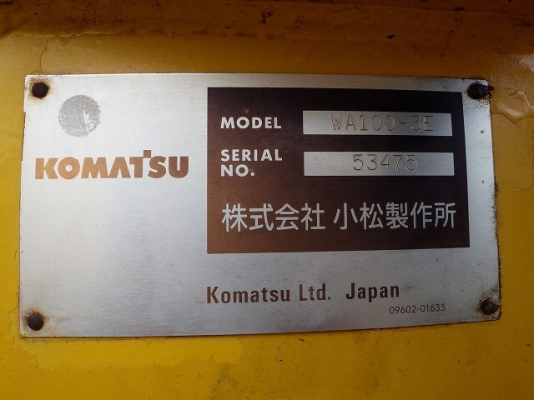 MODEL WA100-3E
KOMATSU
SERIAL NO. 53475
株式会社 小松製作所
Komatsu Ltd. Japan
09602-01635